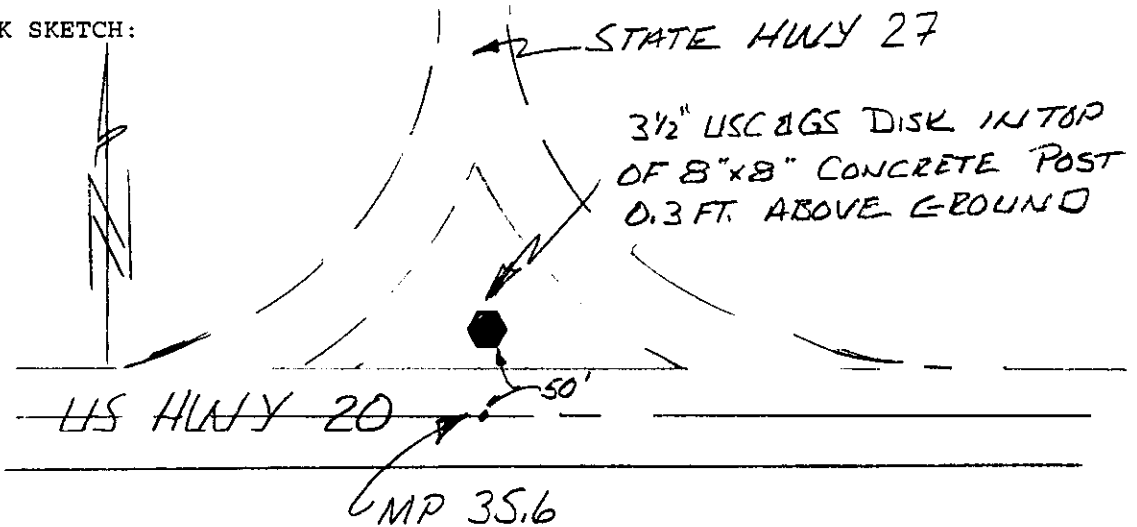 K SKETCH:
STATE HWY 27
3½" USC&GS DISK IN TOP
OF 8"x8" CONCRETE POST
0.3 FT. ABOVE GROUND
N
50'
US HWY 20
MP 35.6